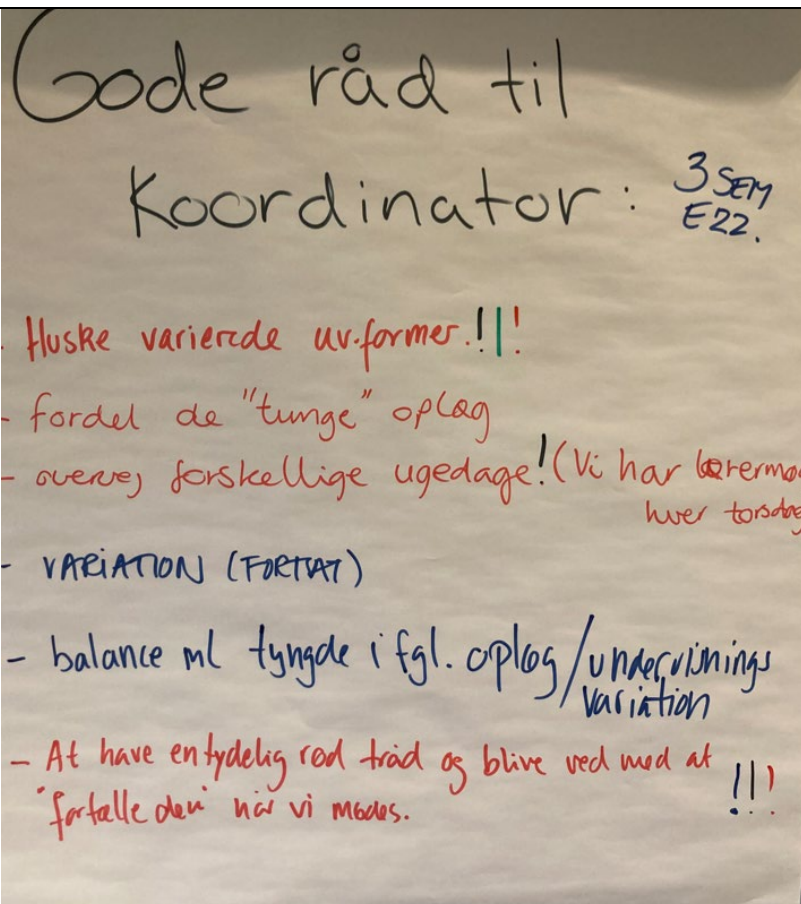 Gode råd til
Koordinator:
3 SEM
E22.
- Huske varierede uv.former.!!!
- fordel de "tunge" oplæg
- overvej forskellige ugedage! (Vi har lærermø
hver torsdag
- VARIATION (FORMAT)
- balance ml tyngde i fgl. oplæg/undervisnings
variation
- At have en tydelig rød tråd og blive ved med at
"fortælle den" når vi mødes. !!!